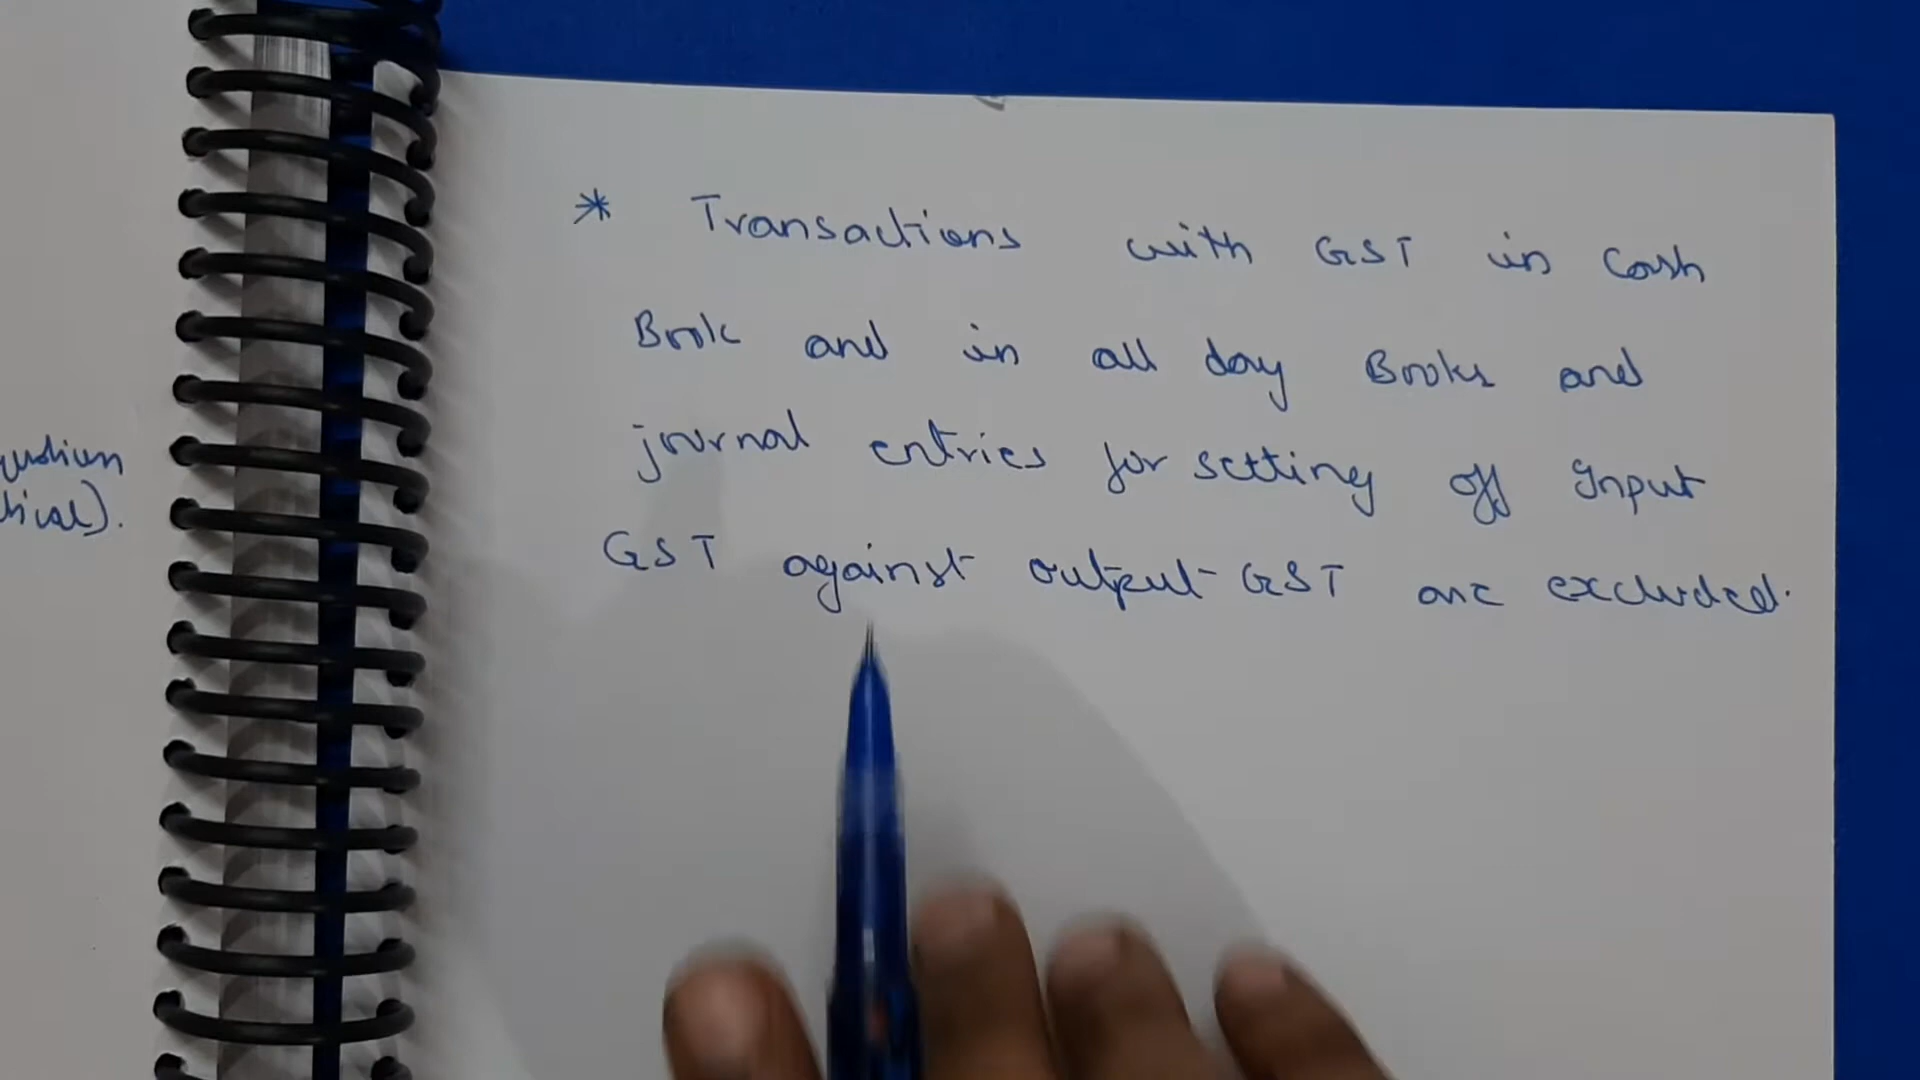 * Transactions with GST in Cash
Book and in all day Books and
journal entries for setting off Input
GST against output GST are excluded.